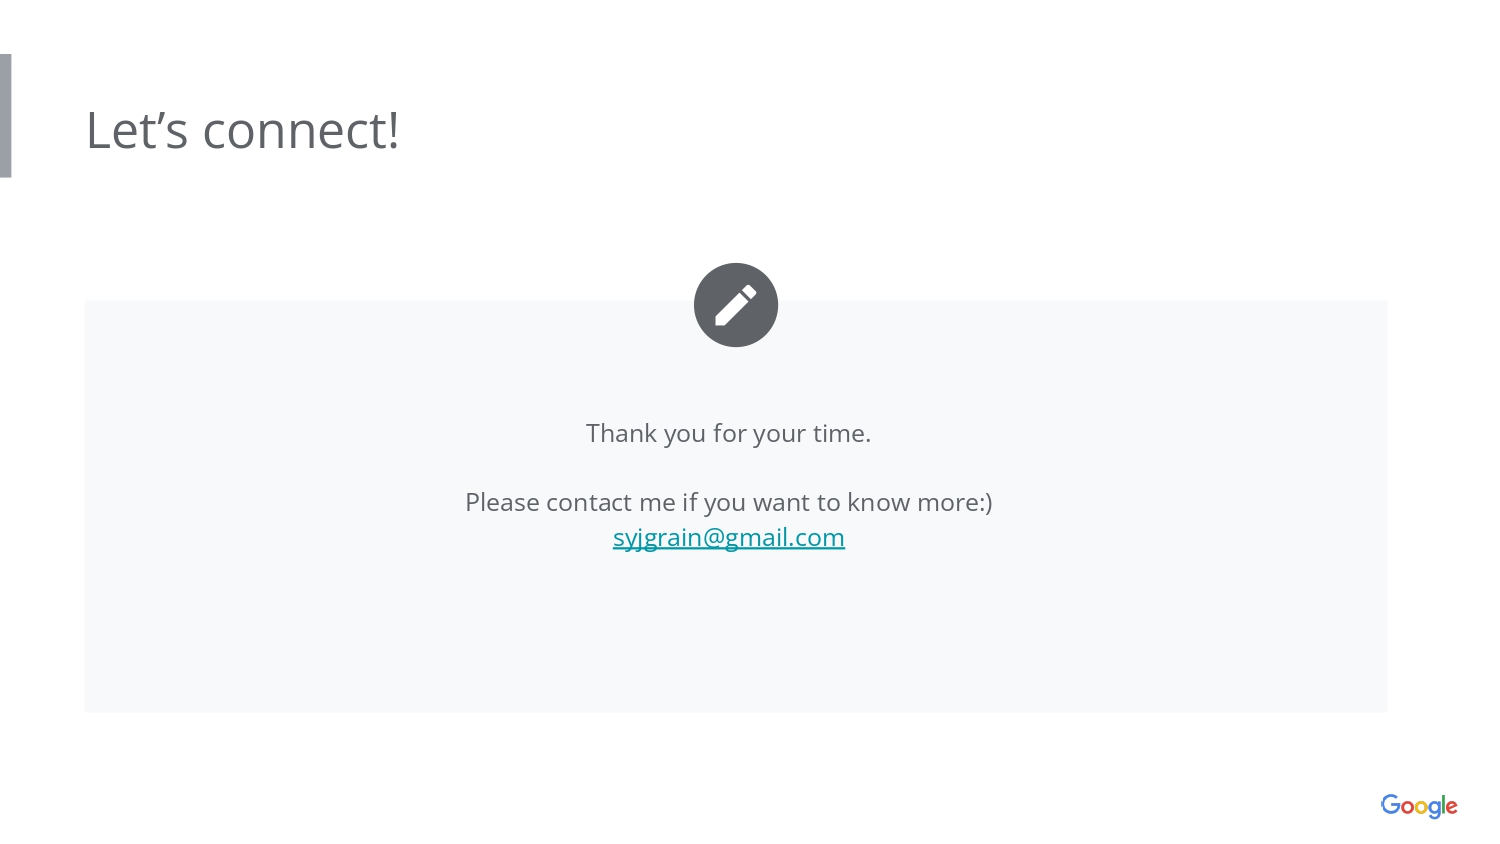 Let’s connect!
Thank you for your time.
Please contact me if you want to know more:)
syjgrain@gmail.com
Google